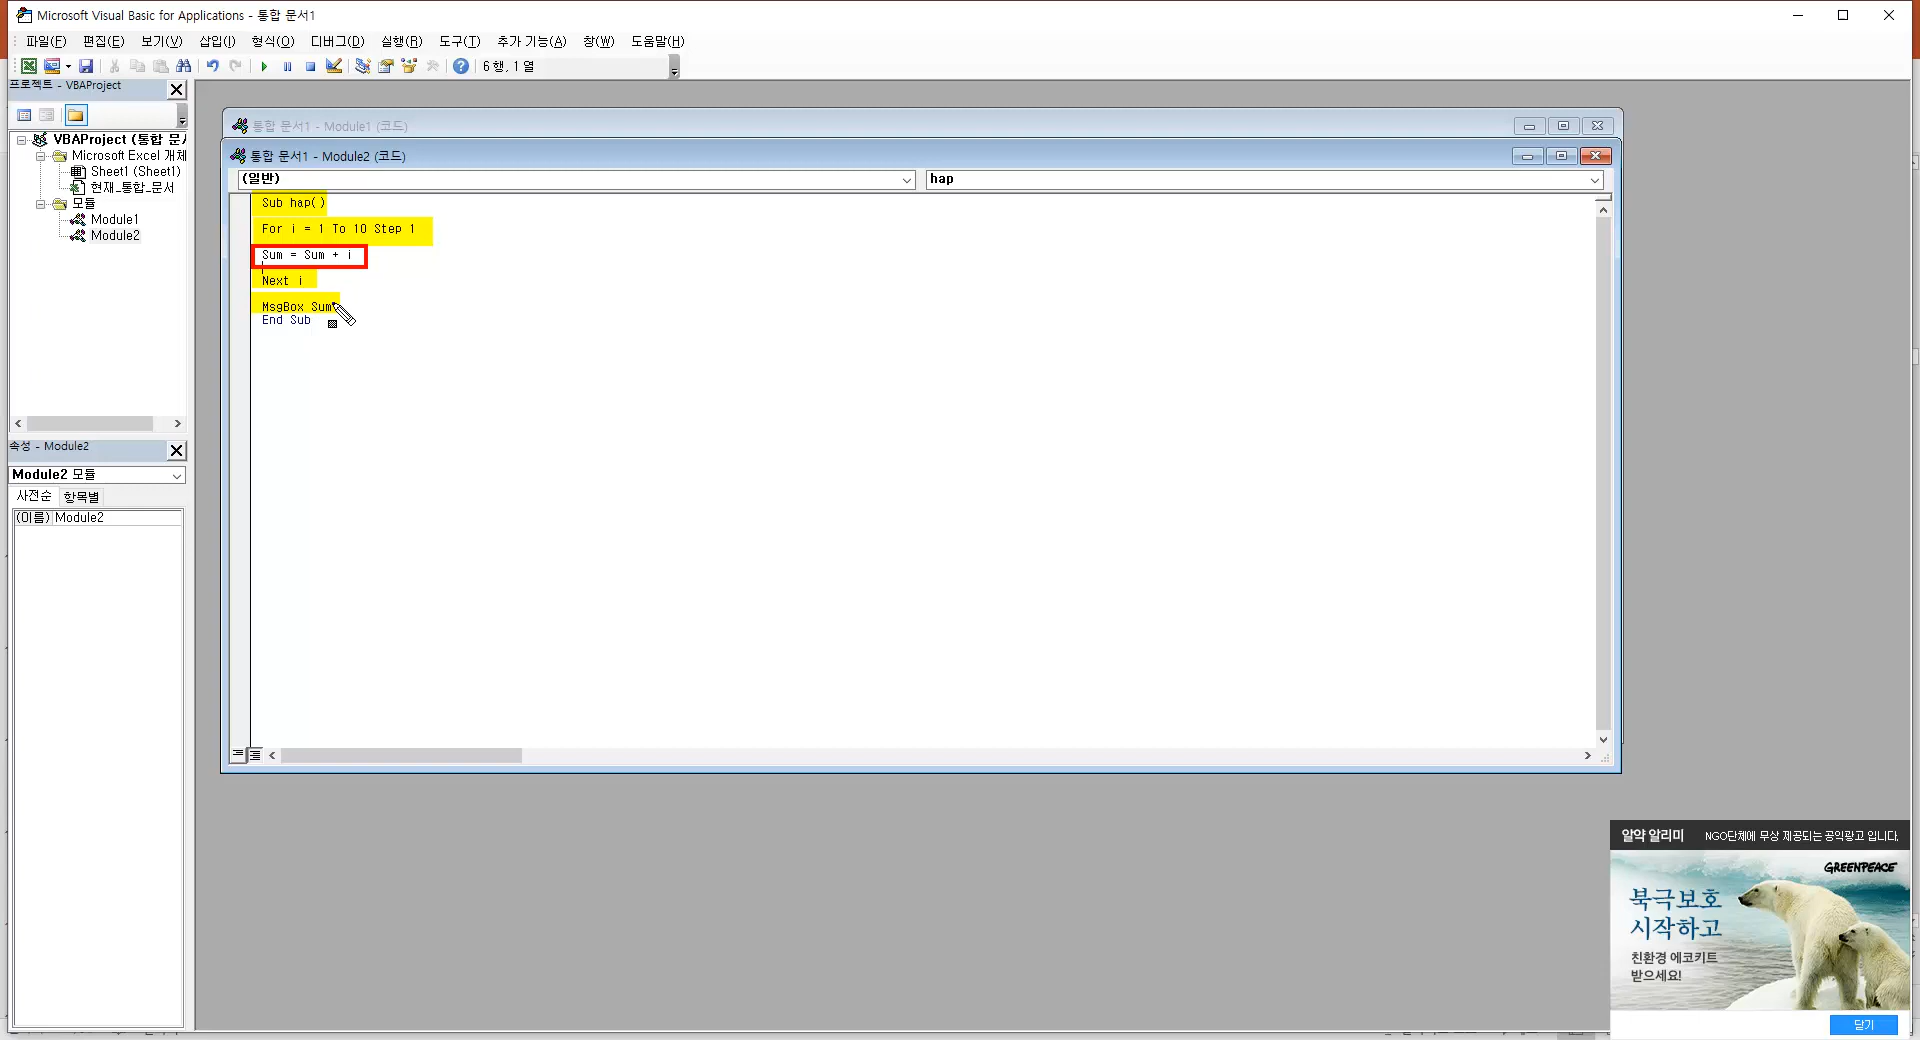 Microsoft Visual Basic for Applications - 통합 문서1
파일(F) 편집(E) 보기(V) 삽입(I) 형식(O) 디버그(D) 실행(R) 도구(T) 추가 기능(A) 창(W) 도움말(H)
6 행, 1 열
프로젝트 - VBAProject
VBAProject (통합 문서
Microsoft Excel 개체
Sheet1 (Sheet1)
현재_통합_문서
모듈
Module1
Module2
속성 - Module2
Module2 모듈
사전순 항목별
(이름) Module2
통합 문서1 - Module1 (코드)
통합 문서1 - Module2 (코드)
(일반) hap
Sub hap()
For i = 1 To 10 Step 1
Sum = Sum + i
Next i
MsgBox Sum
End Sub
알약 알리미 NGO단체에 무상 제공되는 공익광고 입니다.
GREENPEACE
북극보호
시작하고
친환경 에코키트
받으세요!
닫기